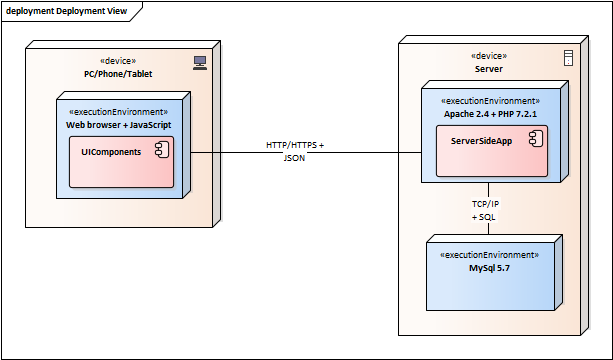 deployment Deployment View
«device»
PC/Phone/Tablet
«executionEnvironment»
Web browser + JavaScript
UIComponents
HTTP/HTTPS +
JSON
«device»
Server
«executionEnvironment»
Apache 2.4 + PHP 7.2.1
ServerSideApp
TCP/IP
+ SQL
«executionEnvironment»
MySql 5.7